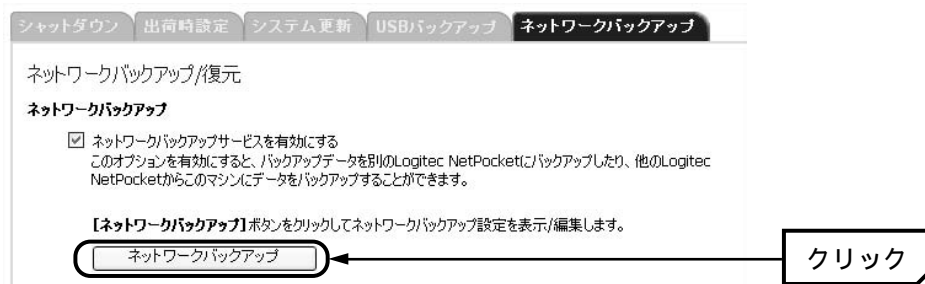 シャットダウン 出荷時設定 システム更新 USBバックアップ ネットワークバックアップ
ネットワークバックアップ/復元
ネットワークバックアップ
ネットワークバックアップサービスを有効にする
このオプションを有効にすると、バックアップデータを別のLogitec NetPocketにバックアップしたり、他のLogitec
NetPocketからこのマシンにデータをバックアップすることができます。
[ネットワークバックアップ]ボタンをクリックしてネットワークバックアップ設定を表示/編集します。
ネットワークバックアップ
クリック